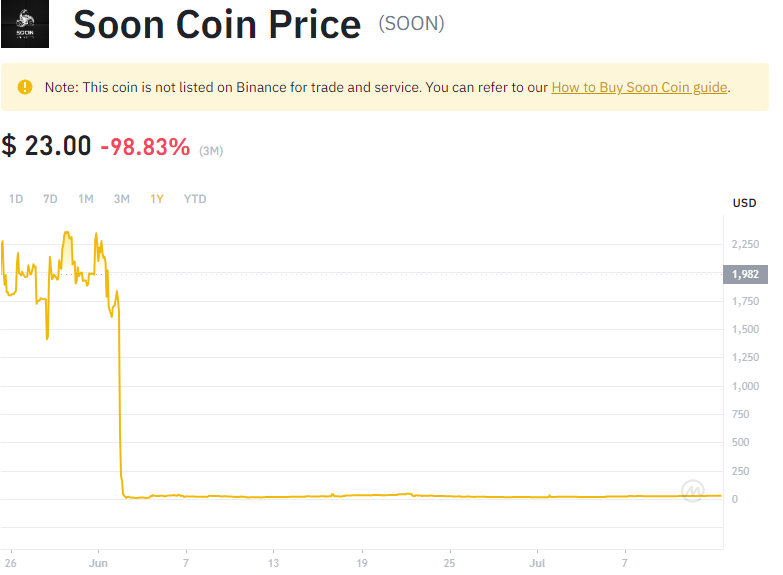 Soon Coin Price (SOON)
SOON
Note: This coin is not listed on Binance for trade and service. You can refer to our How to Buy Soon Coin guide.
$ 23.00 -98.83% (3M)
1D 7D 1M 3M 1Y YTD
USD
2,250
1,982
1,750
1,500
1,250
1,000
750
500
250
0
26 Jun 7 13 19 25 Jul 7